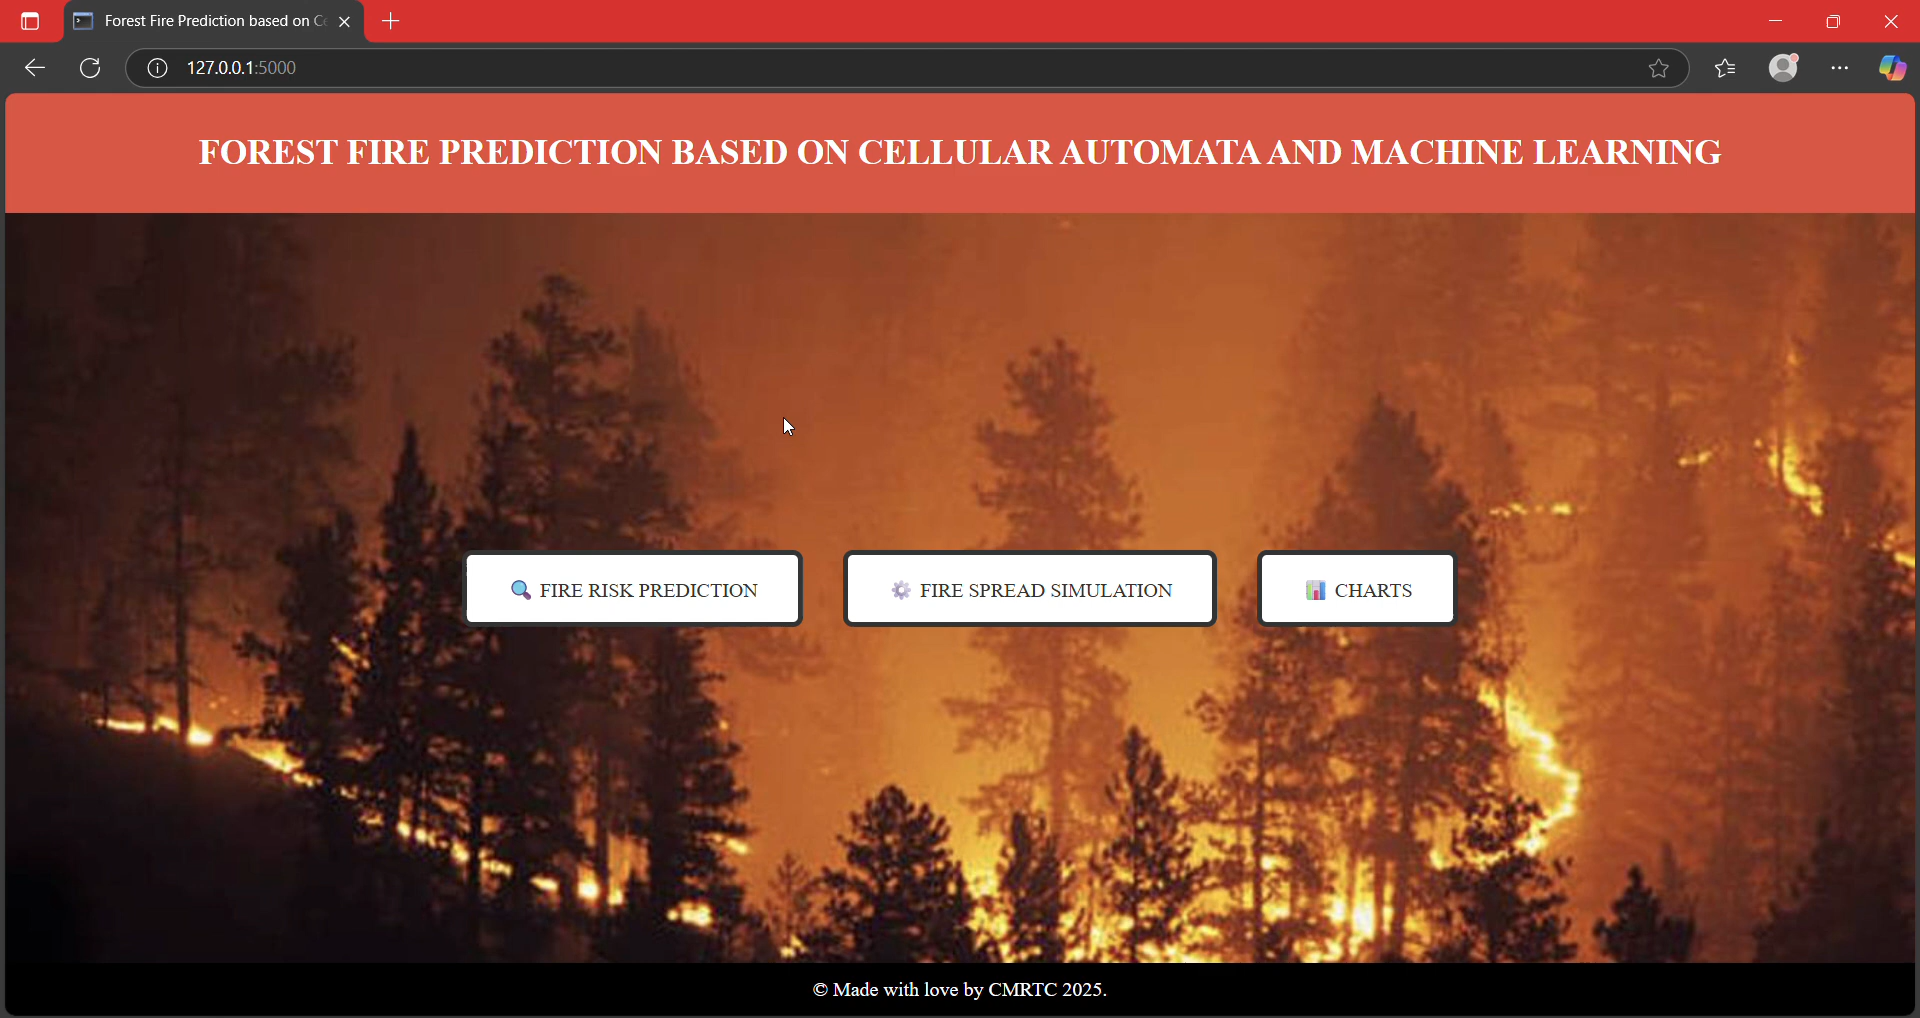 Forest Fire Prediction based on
127.0.0.1:5000
FOREST FIRE PREDICTION BASED ON CELLULAR AUTOMATA AND MACHINE LEARNING
FIRE RISK PREDICTION
FIRE SPREAD SIMULATION
CHARTS
© Made with love by CMRTC 2025.